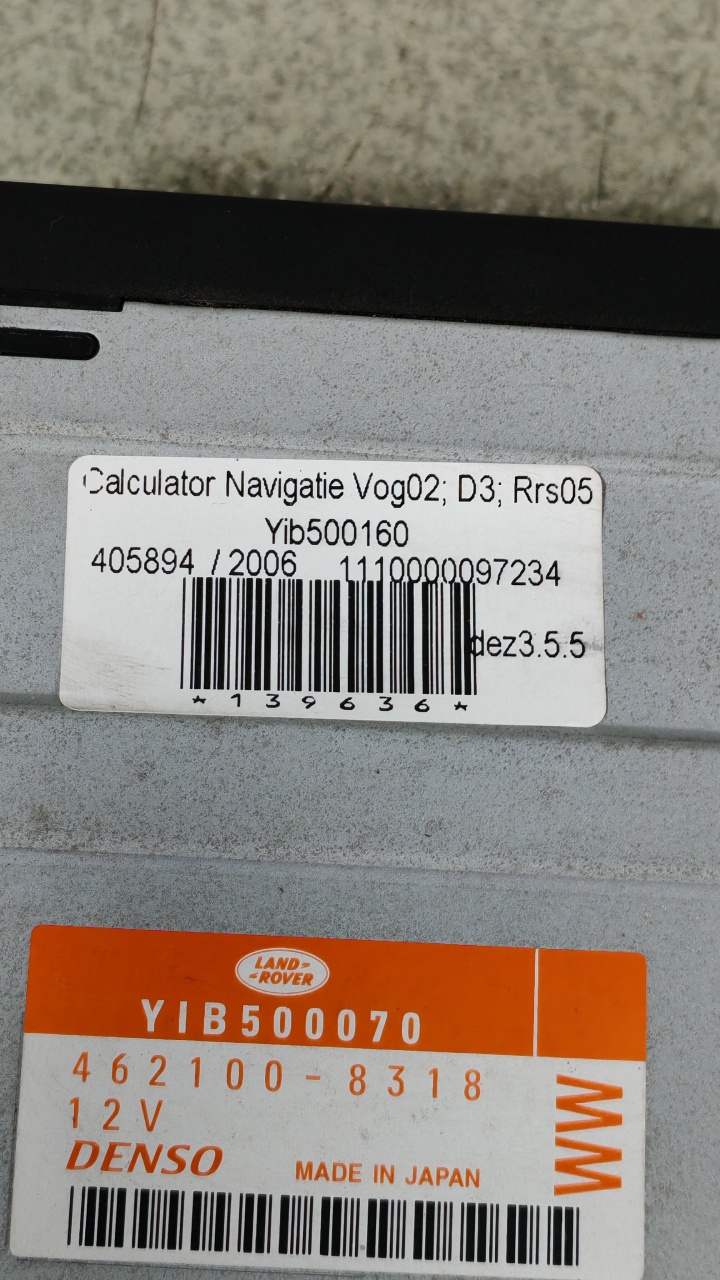 Calculator Navigatie Vog02; D3; Rrs05
Yib500160
405894 / 2006 1110000097234
dez3.5.5
*139636*
LAND-
-ROVER
YIB500070
462100-8318
12V
WW
DENSO
MADE IN JAPAN